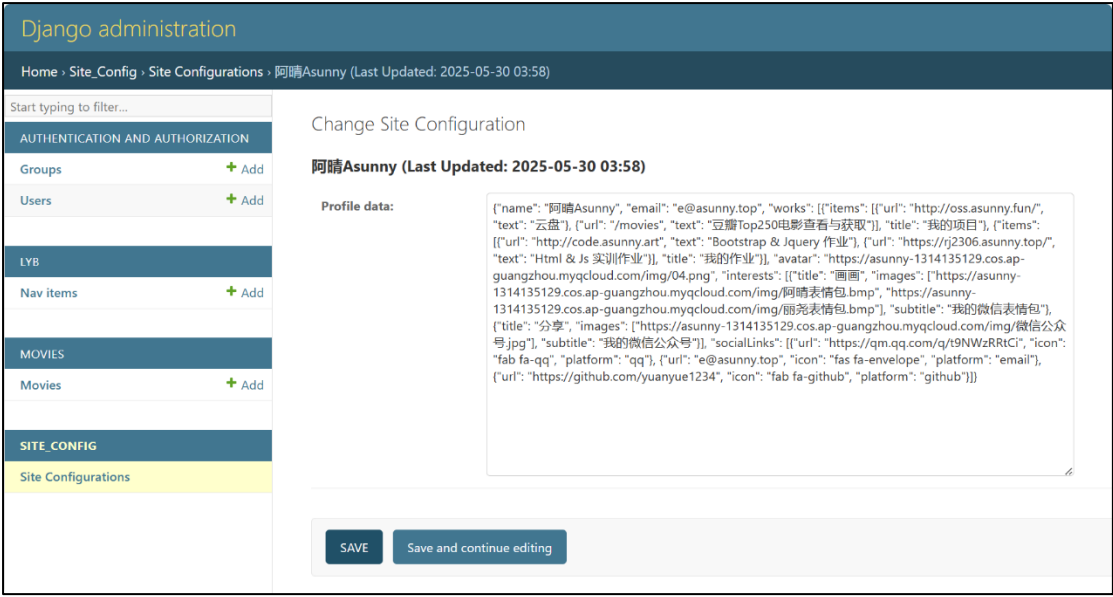 Django administration
Home › Site_Config › Site Configurations › 阿晴Asunny (Last Updated: 2025-05-30 03:58)
Start typing to filter...
AUTHENTICATION AND AUTHORIZATION
Groups + Add
Users + Add
LYB
Nav items + Add
MOVIES
Movies + Add
SITE_CONFIG
Site Configurations
Change Site Configuration
阿晴Asunny (Last Updated: 2025-05-30 03:58)
Profile data:
{"name": "阿晴Asunny", "email": "e@asunny.top", "works": [{"items": [{"url": "http://oss.asunny.fun/",
"text": "云盘"}, {"url": "/movies", "text": "豆瓣Top250电影查看与获取"}], "title": "我的项目"}, {"items":
[{"url": "http://code.asunny.art", "text": "Bootstrap & Jquery 作业"}, {"url": "https://rj2306.asunny.top/",
"text": "Html & Js 实训作业"}], "title": "我的作业"}], "avatar": "https://asunny-1314135129.cos.ap-
guangzhou.myqcloud.com/img/04.png", "interests": [{"title": "画画", "images": ["https://asunny-
1314135129.cos.ap-guangzhou.myqcloud.com/img/阿晴表情包.bmp", "https://asunny-
1314135129.cos.ap-guangzhou.myqcloud.com/img/丽尧表情包.bmp"], "subtitle": "我的微信表情包"},
{"title": "分享", "images": ["https://asunny-1314135129.cos.ap-guangzhou.myqcloud.com/img/微信公众
号.jpg"], "subtitle": "我的微信公众号"}], "socialLinks": [{"url": "https://qm.qq.com/q/t9NWzRRtCi", "icon":
"fab fa-qq", "platform": "qq"}, {"url": "e@asunny.top", "icon": "fas fa-envelope", "platform": "email"},
{"url": "https://github.com/yuanyue1234", "icon": "fab fa-github", "platform": "github"}]}
SAVE
Save and continue editing